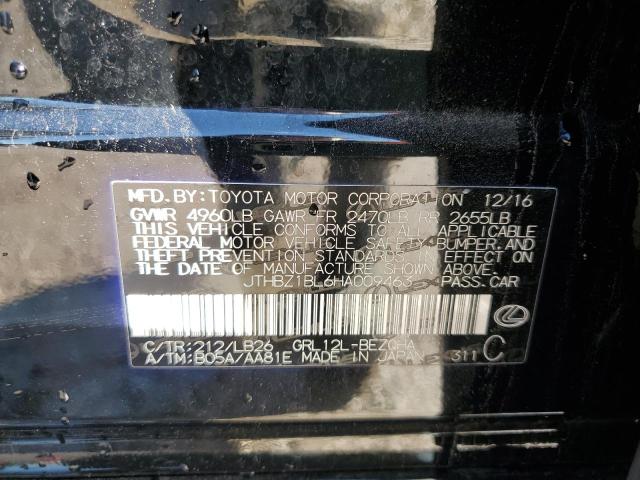 MFD. BY: TOYOTA MOTOR CORPORATION 12/16
GVWR 4960LB GAWR FR 2470LB RR 2655LB
THIS VEHICLE CONFORMS TO ALL APPLICABLE
FEDERAL MOTOR VEHICLE SAFETY, BUMPER, AND
THEFT PREVENTION STANDARDS IN EFFECT ON
THE DATE OF MANUFACTURE SHOWN ABOVE.
JTHBZ1BL6HA009463 PASS.CAR
C/TR:212/LB26 GRL12L-BEZQHA
A/TM:B05A/AA81E MADE IN JAPAN 311 C